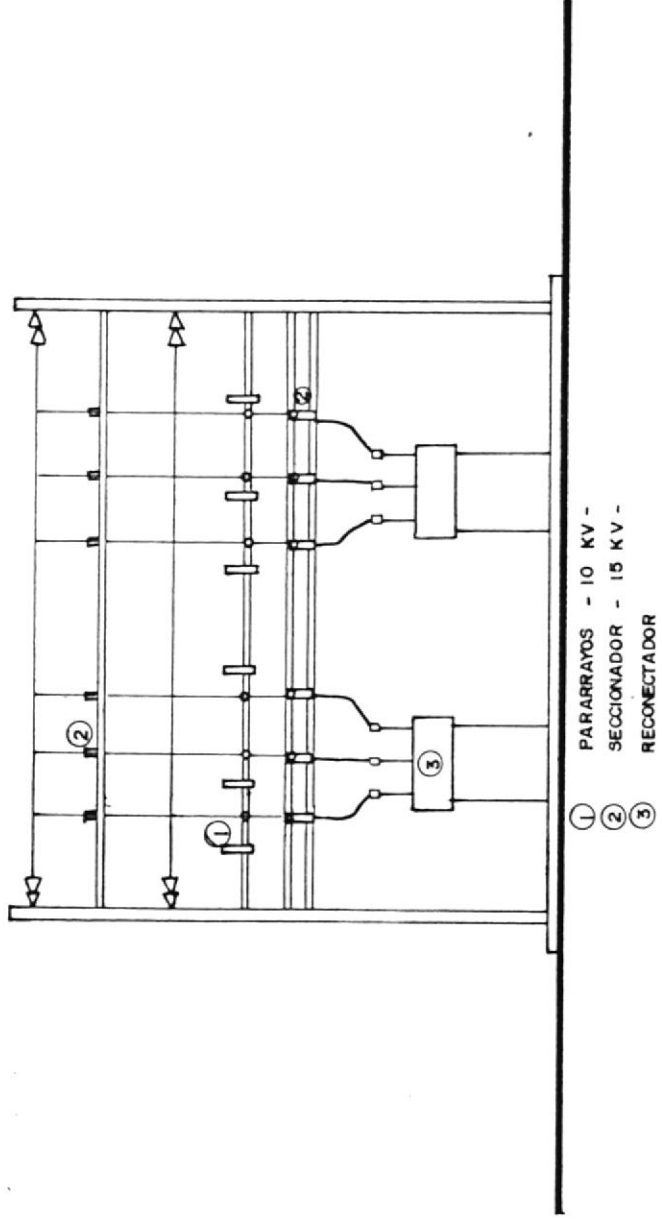 ②
①
②
③
① PARARRAYOS - 10 KV -
② SECCIONADOR - 15 KV -
③ RECONECTADOR